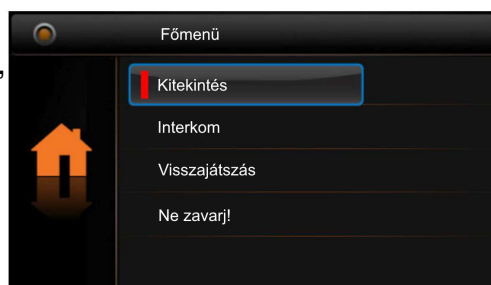 Főmenü
Kitekintés
Interkom
Visszajátszás
Ne zavarj!